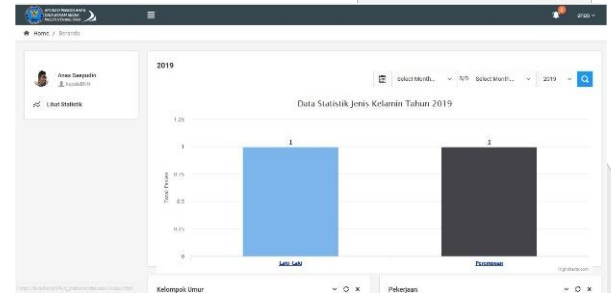 anas
Home / Beranda
2019
Anas Saepudin
Lihat Statistik
Select Month... S/D Select Month... 2019
Data Statistik Jenis Kelamin Tahun 2019
Total Pasien
1.25
1
0.75
0.5
0.25
0
1
Laki-Laki
Perempuan
Highcharts.com
Kelompok Umur
Pekerjaan